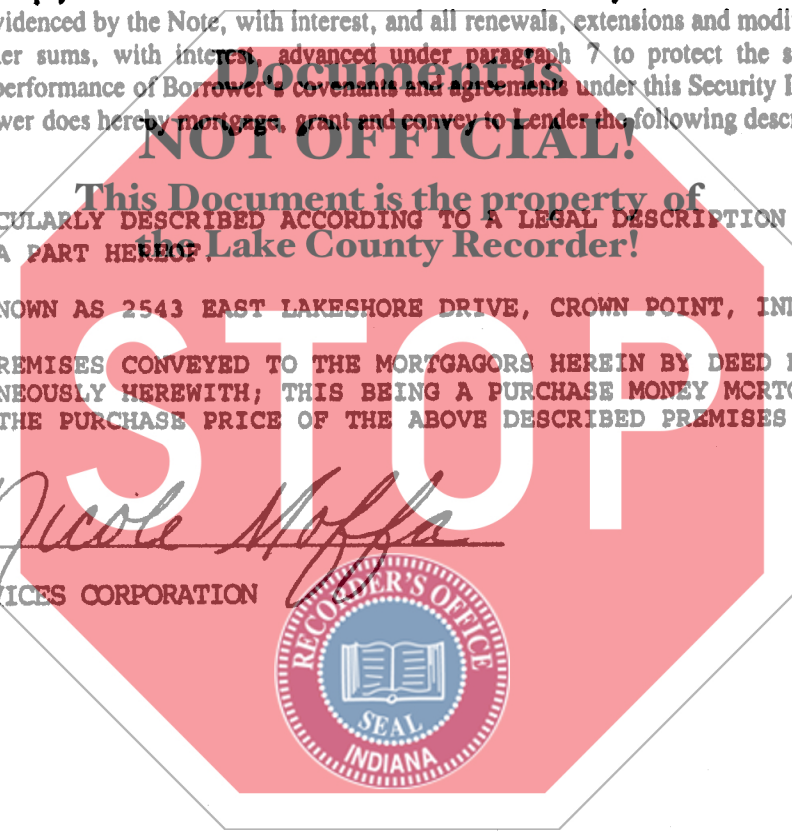 videnced by the Note, with interest, and all renewals, extensions and modi
er sums, with interest, advanced under paragraph 7 to protect the s
performance of Borrower's covenants and agreements under this Security
wer does hereby mortgage, grant and convey to Lender the following descr
Document is
NOT OFFICIAL!
This Document is the property of
the Lake County Recorder!
CULARLY DESCRIBED ACCORDING TO A LEGAL DESCRIPTION
A PART HEREOF.
NOWN AS 2543 EAST LAKESHORE DRIVE, CROWN POINT, IN
REMISES CONVEYED TO THE MORTGAGORS HEREIN BY DEED
NEOUSLY HEREWITH; THIS BEING A PURCHASE MONEY MORTG
THE PURCHASE PRICE OF THE ABOVE DESCRIBED PREMISES
STOP
Nicole Moffa
VICES CORPORATION
RECORDER'S OFFICE
SEAL
INDIANA